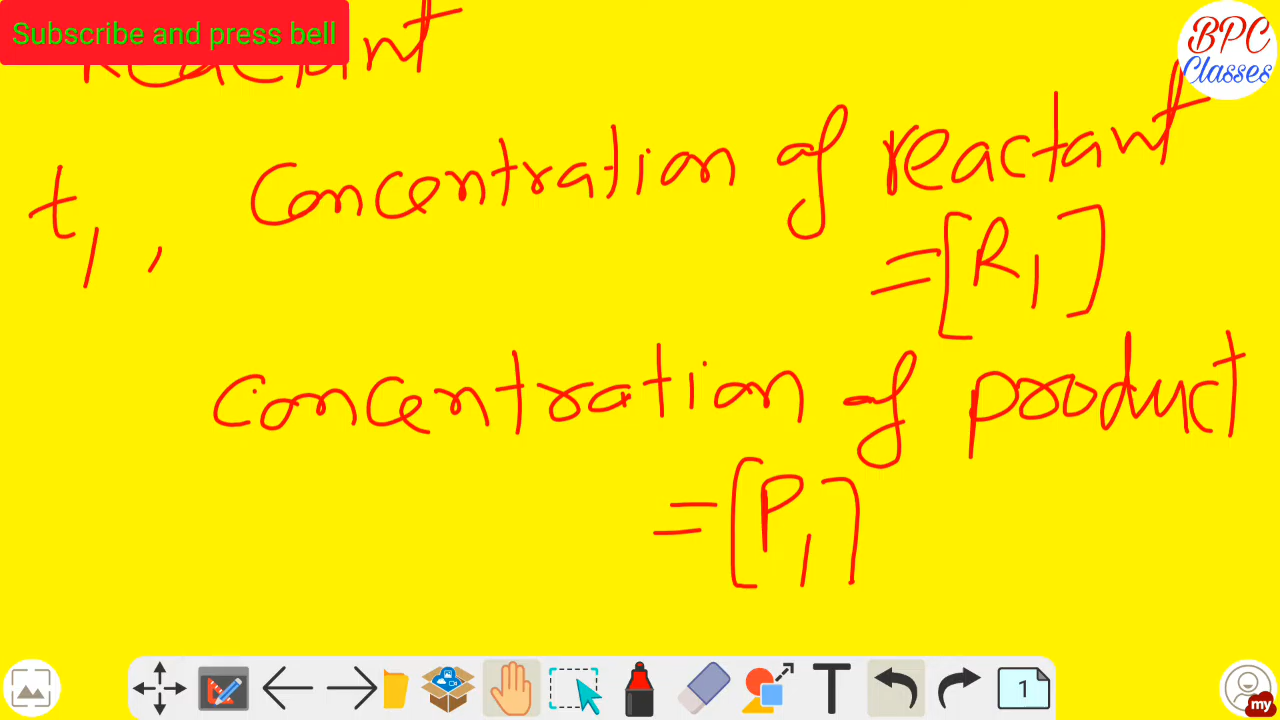 Subscribe and press bell
BPC
Classes
Reactant
t₁, Concentration of reactant
=[R₁]
Concentration of product
=[P₁]
T
1
my